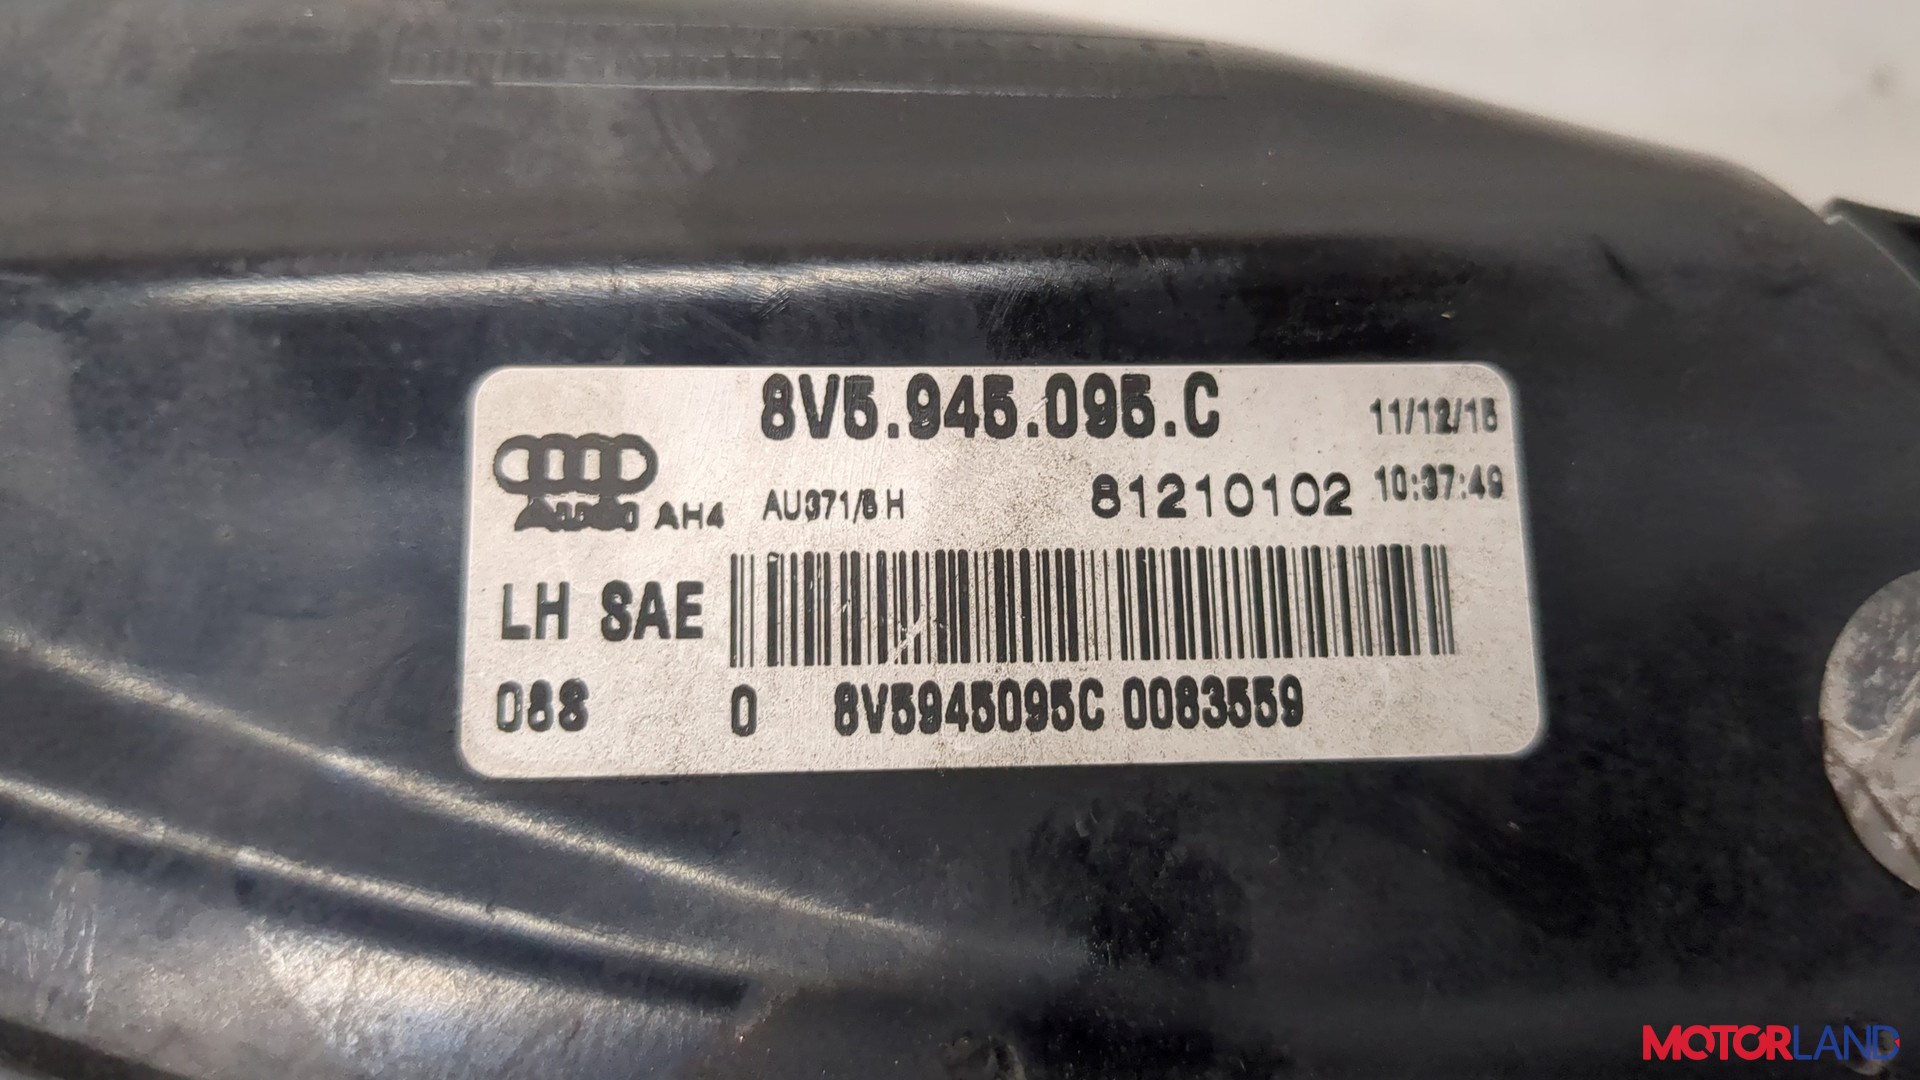 8V5.945.095.C
11/12/15
AH4
AU371/5 H
81210102
10:37:49
LH SAE
088
0
8V5945095C 0083559
MOTORLAND